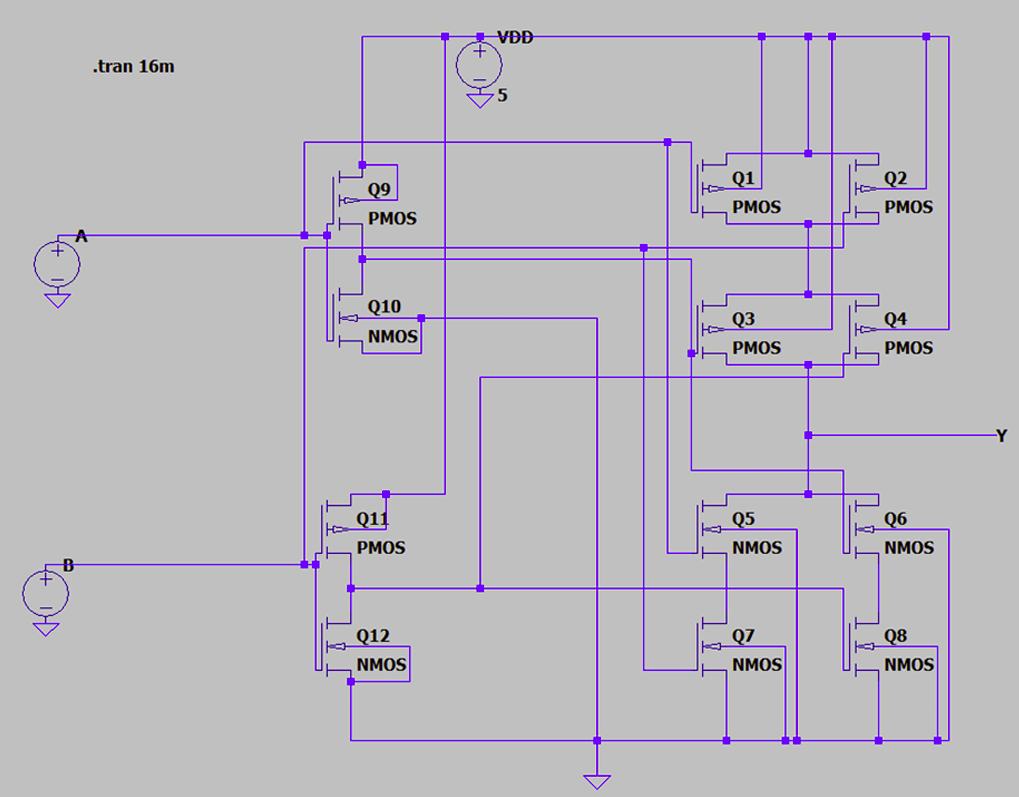 VDD
.tran 16m
5
Q1
PMOS
Q2
PMOS
Q9
PMOS
A
Q10
NMOS
Q3
PMOS
Q4
PMOS
Y
Q11
PMOS
Q5
NMOS
Q6
NMOS
B
Q12
NMOS
Q7
NMOS
Q8
NMOS